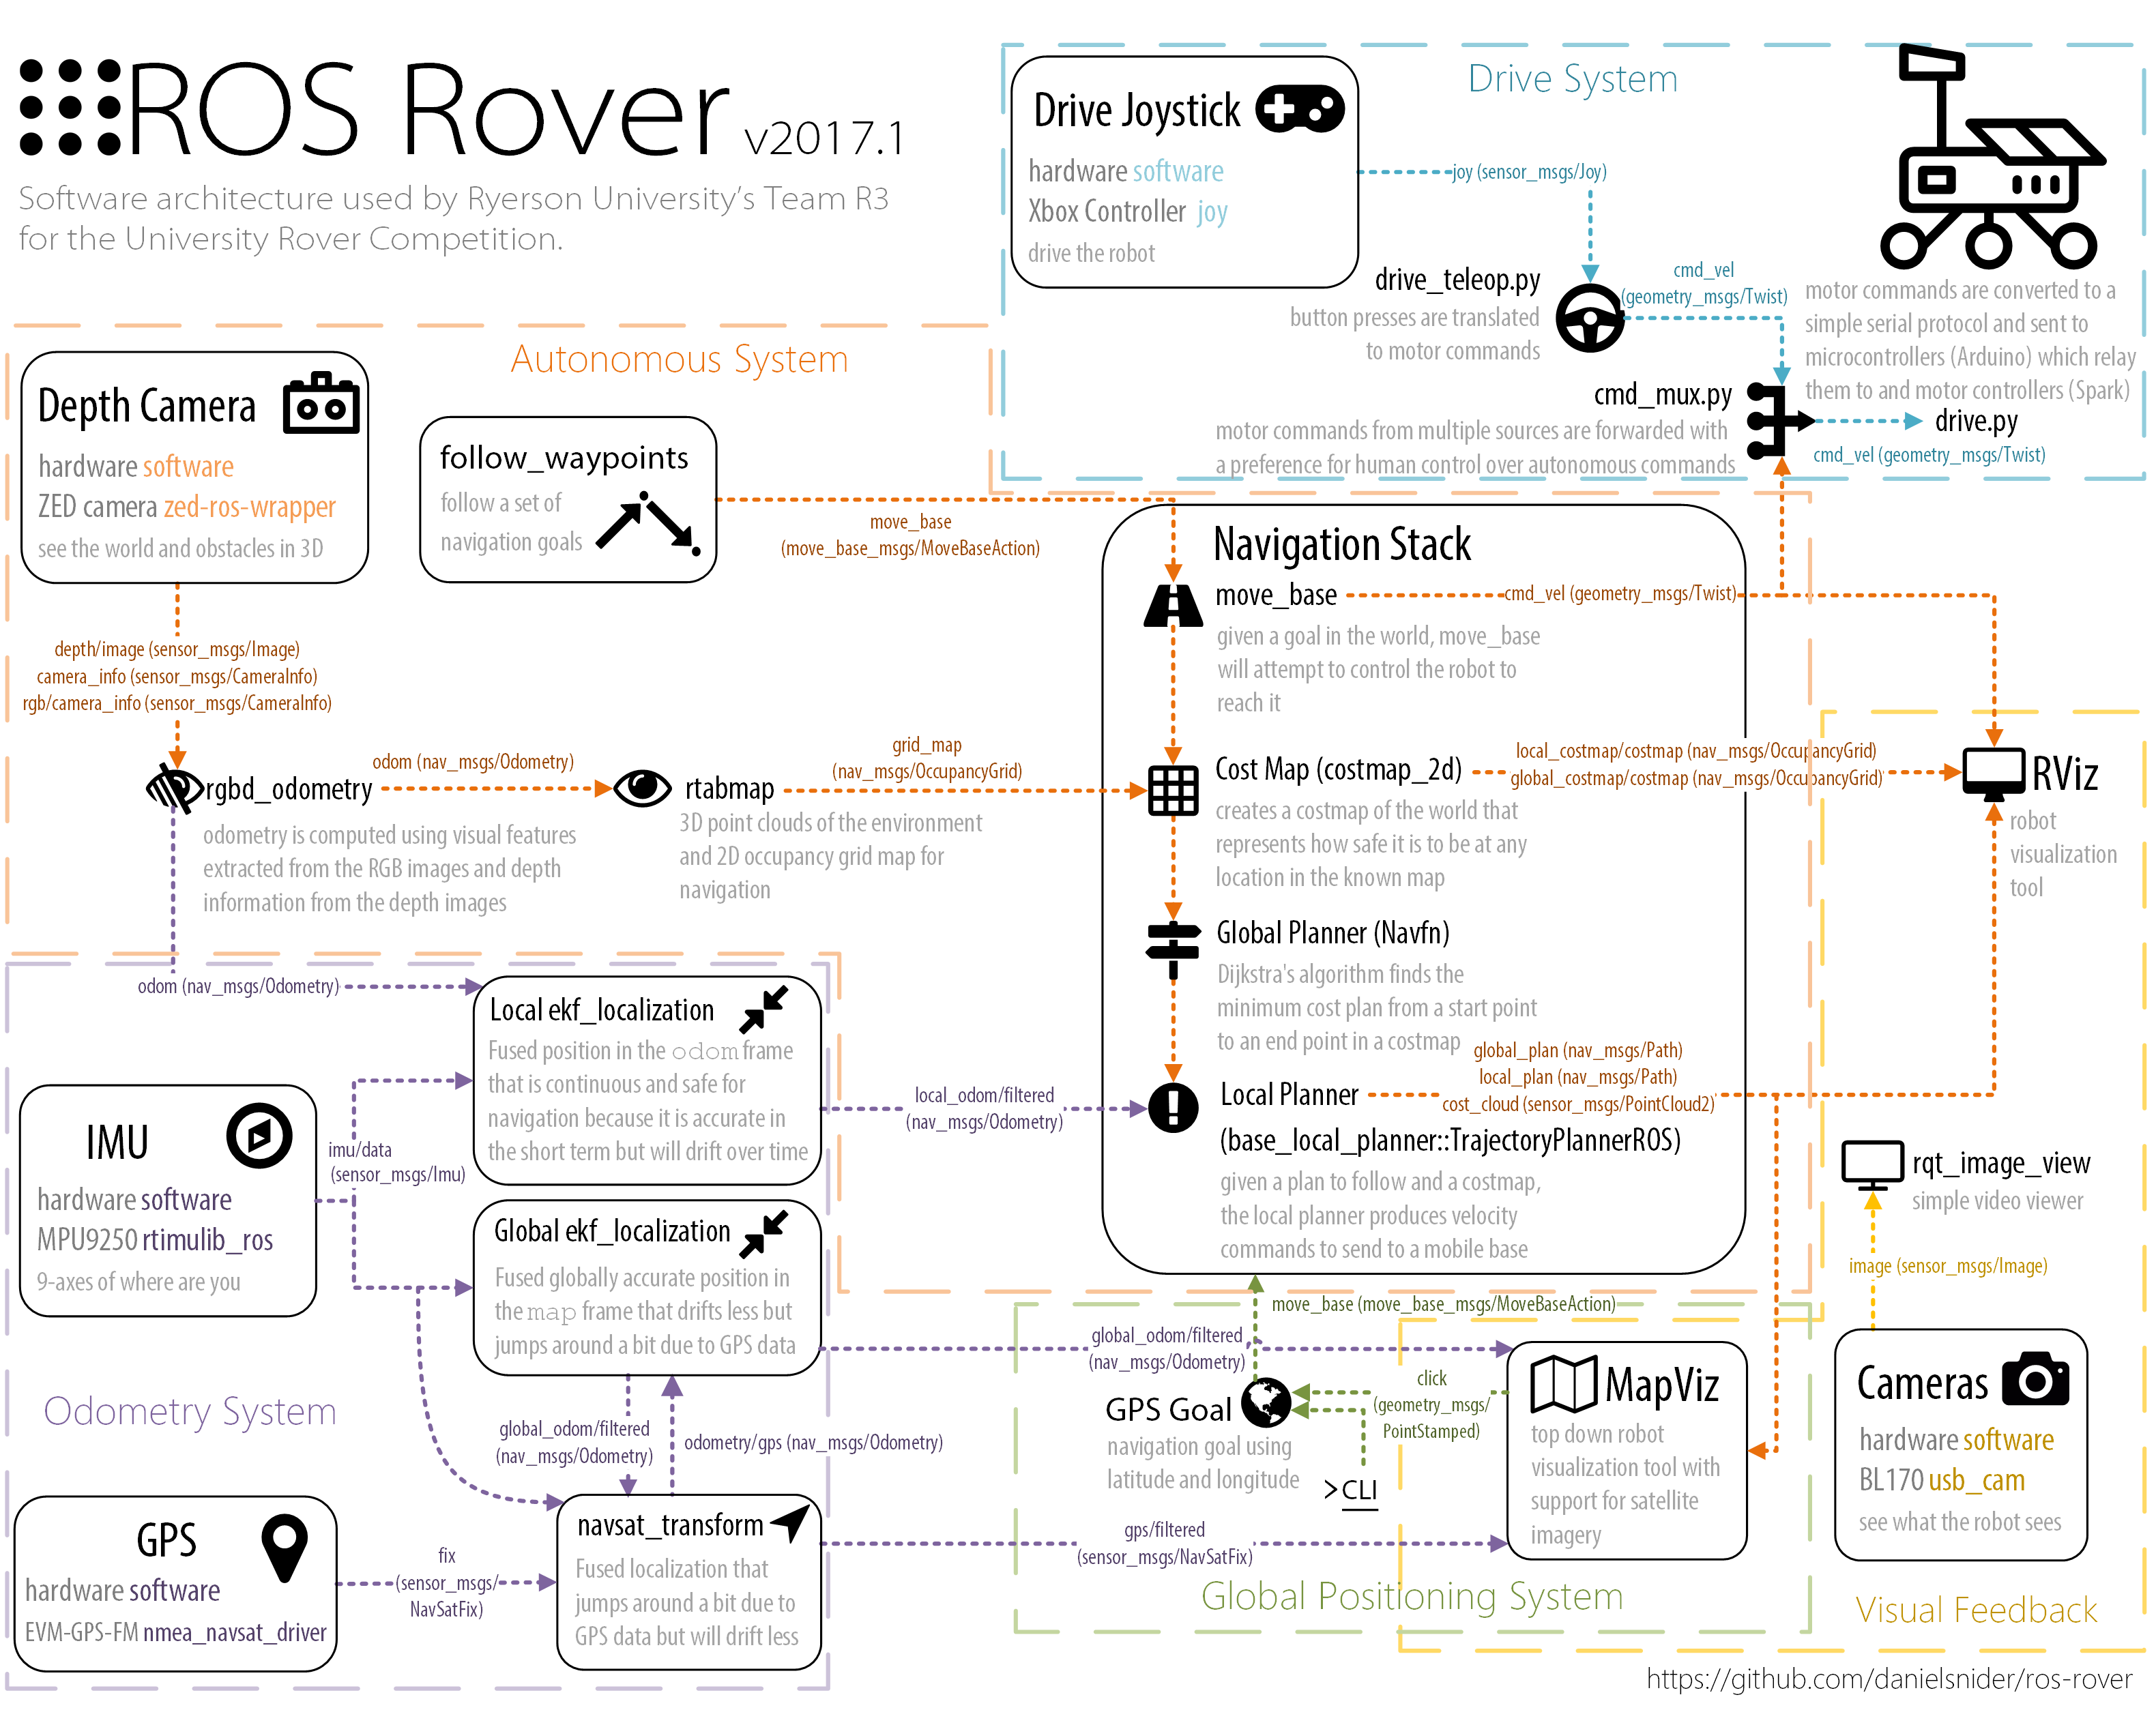 ROS Rover v2017.1
Software architecture used by Ryerson University's Team R3
for the University Rover Competition.
Drive System
Drive Joystick
hardware software
Xbox Controller joy
drive the robot
joy (sensor_msgs/Joy)
drive_teleop.py
button presses are translated
to motor commands
cmd_vel
(geometry_msgs/Twist)
motor commands are converted to a
simple serial protocol and sent to
microcontrollers (Arduino) which relay
them to and motor controllers (Spark)
cmd_mux.py
motor commands from multiple sources are forwarded with
a preference for human control over autonomous commands
drive.py
cmd_vel (geometry_msgs/Twist)
Autonomous System
Depth Camera
hardware software
ZED camera zed-ros-wrapper
see the world and obstacles in 3D
follow_waypoints
follow a set of
navigation goals
move_base
(move_base_msgs/MoveBaseAction)
depth/image (sensor_msgs/Image)
camera_info (sensor_msgs/CameraInfo)
rgb/camera_info (sensor_msgs/CameraInfo)
rgbd_odometry
odometry is computed using visual features
extracted from the RGB images and depth
information from the depth images
odom (nav_msgs/Odometry)
rtabmap
3D point clouds of the environment
and 2D occupancy grid map for
navigation
grid_map
(nav_msgs/OccupancyGrid)
Navigation Stack
move_base
cmd_vel (geometry_msgs/Twist)
given a goal in the world, move_base
will attempt to control the robot to
reach it
Cost Map (costmap_2d)
local_costmap/costmap (nav_msgs/OccupancyGrid)
global_costmap/costmap (nav_msgs/OccupancyGrid)
creates a costmap of the world that
represents how safe it is to be at any
location in the known map
Global Planner (Navfn)
Dijkstra's algorithm finds the
minimum cost plan from a start point
to an end point in a costmap
global_plan (nav_msgs/Path)
local_plan (nav_msgs/Path)
cost_cloud (sensor_msgs/PointCloud2)
Local Planner
(base_local_planner::TrajectoryPlannerROS)
given a plan to follow and a costmap,
the local planner produces velocity
commands to send to a mobile base
RViz
robot
visualization
tool
odom (nav_msgs/Odometry)
Local ekf_localization
Fused position in the odom frame
that is continuous and safe for
navigation because it is accurate in
the short term but will drift over time
local_odom/filtered
(nav_msgs/Odometry)
IMU
hardware software
MPU9250 rtimulib_ros
9-axes of where are you
imu/data
(sensor_msgs/Imu)
Global ekf_localization
Fused globally accurate position in
the map frame that drifts less but
jumps around a bit due to GPS data
global_odom/filtered
(nav_msgs/Odometry)
Odometry System
global_odom/filtered
(nav_msgs/Odometry)
odometry/gps (nav_msgs/Odometry)
GPS
hardware software
EVM-GPS-FM nmea_navsat_driver
fix
(sensor_msgs/
NavSatFix)
navsat_transform
Fused localization that
jumps around a bit due to
GPS data but will drift less
gps/filtered
(sensor_msgs/NavSatFix)
move_base (move_base_msgs/MoveBaseAction)
GPS Goal
navigation goal using
latitude and longitude
click
(geometry_msgs/
PointStamped)
>CLI
MapViz
top down robot
visualization tool with
support for satellite
imagery
Global Positioning System
rqt_image_view
simple video viewer
image (sensor_msgs/Image)
Cameras
hardware software
BL170 usb_cam
see what the robot sees
Visual Feedback
https://github.com/danielsnider/ros-rover